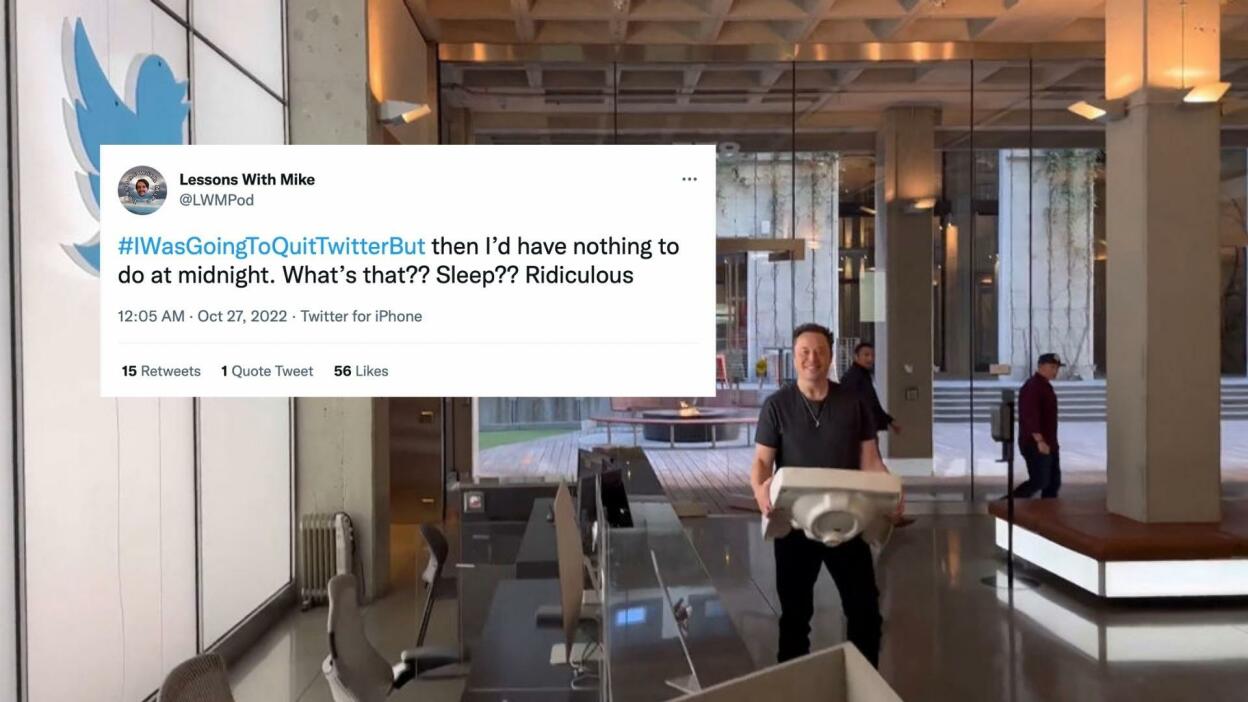 Lessons With Mike
@LWMPod
#IWasGoingToQuitTwitterBut then I’d have nothing to
do at midnight. What’s that?? Sleep?? Ridiculous
12:05 AM · Oct 27, 2022 · Twitter for iPhone
15 Retweets 1 Quote Tweet 56 Likes